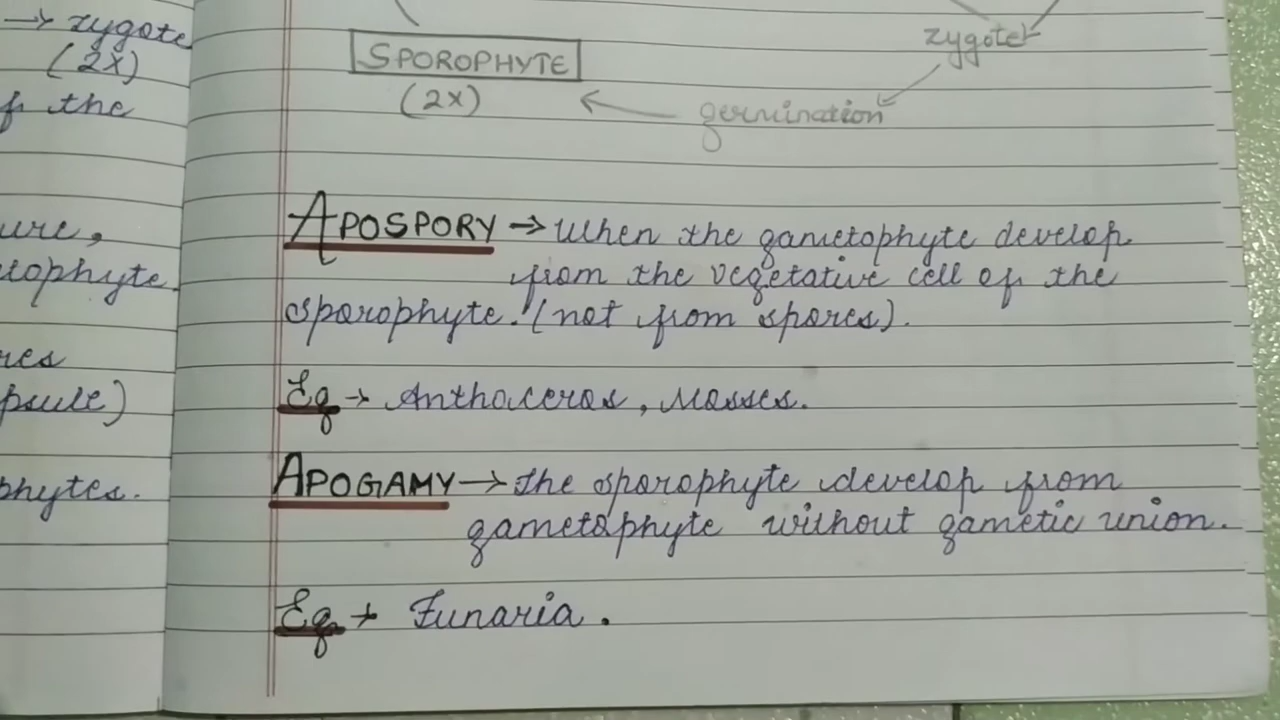 → zygote
(2x)
f the
ure,
tophyte.
res
psule)
phytes.
SPOROPHYTE
(2x)
zygote
germination
APOSPORY → When the gametophyte develop
from the vegetative cell of the
sporophyte. (not from spores).
Eg → Anthoceros, Mosses.
APOGAMY → the sporophyte develop from
gametophyte without gametic union.
Eg → Funaria.